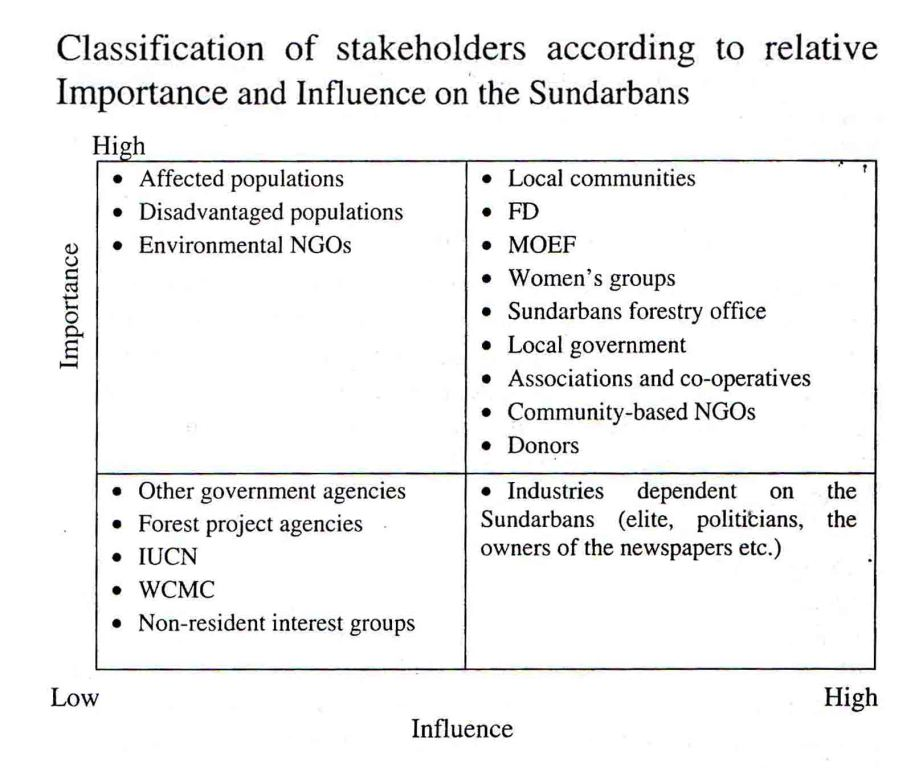 Classification of stakeholders according to relative
Importance and Influence on the Sundarbans
High
Importance
• Affected populations
• Disadvantaged populations
• Environmental NGOs
• Local communities
• FD
• MOEF
• Women's groups
• Sundarbans forestry office
• Local government
• Associations and co-operatives
• Community-based NGOs
• Donors
• Other government agencies
• Forest project agencies
• IUCN
• WCMC
• Non-resident interest groups
• Industries dependent on the
Sundarbans (elite, politicians, the
owners of the newspapers etc.)
Low
High
Influence